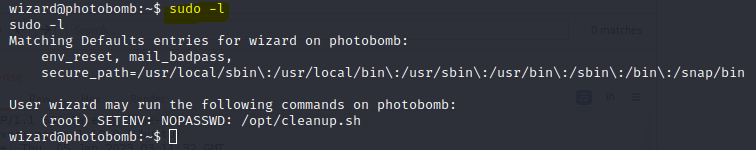 wizard@photobomb:~$ sudo -l
sudo -l
Matching Defaults entries for wizard on photobomb:
    env_reset, mail_badpass,
    secure_path=/usr/local/sbin\:/usr/local/bin\:/usr/sbin\:/usr/bin\:/sbin\:/bin\:/snap/bin

User wizard may run the following commands on photobomb:
    (root) SETENV: NOPASSWD: /opt/cleanup.sh
wizard@photobomb:~$